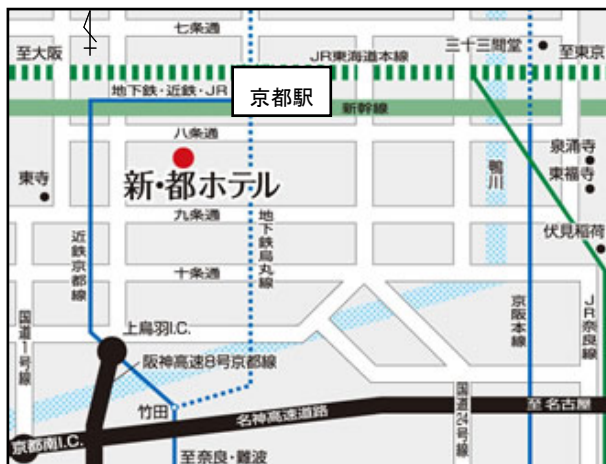 七条通
至大阪
三十三間堂
JR東海道本線
至東京
地下鉄・近鉄・JR
京都駅
新幹線
八条通
泉涌寺
東寺
新・都ホテル
鴨川
東福寺
九条通
伏見稲荷
近鉄京都線
地下鉄烏丸線
十条通
国道1号線
上鳥羽I.C.
京阪本線
JR奈良線
阪神高速8号京都線
竹田
国道24号線
名神高速道路
至名古屋
京都南I.C.
至奈良・難波